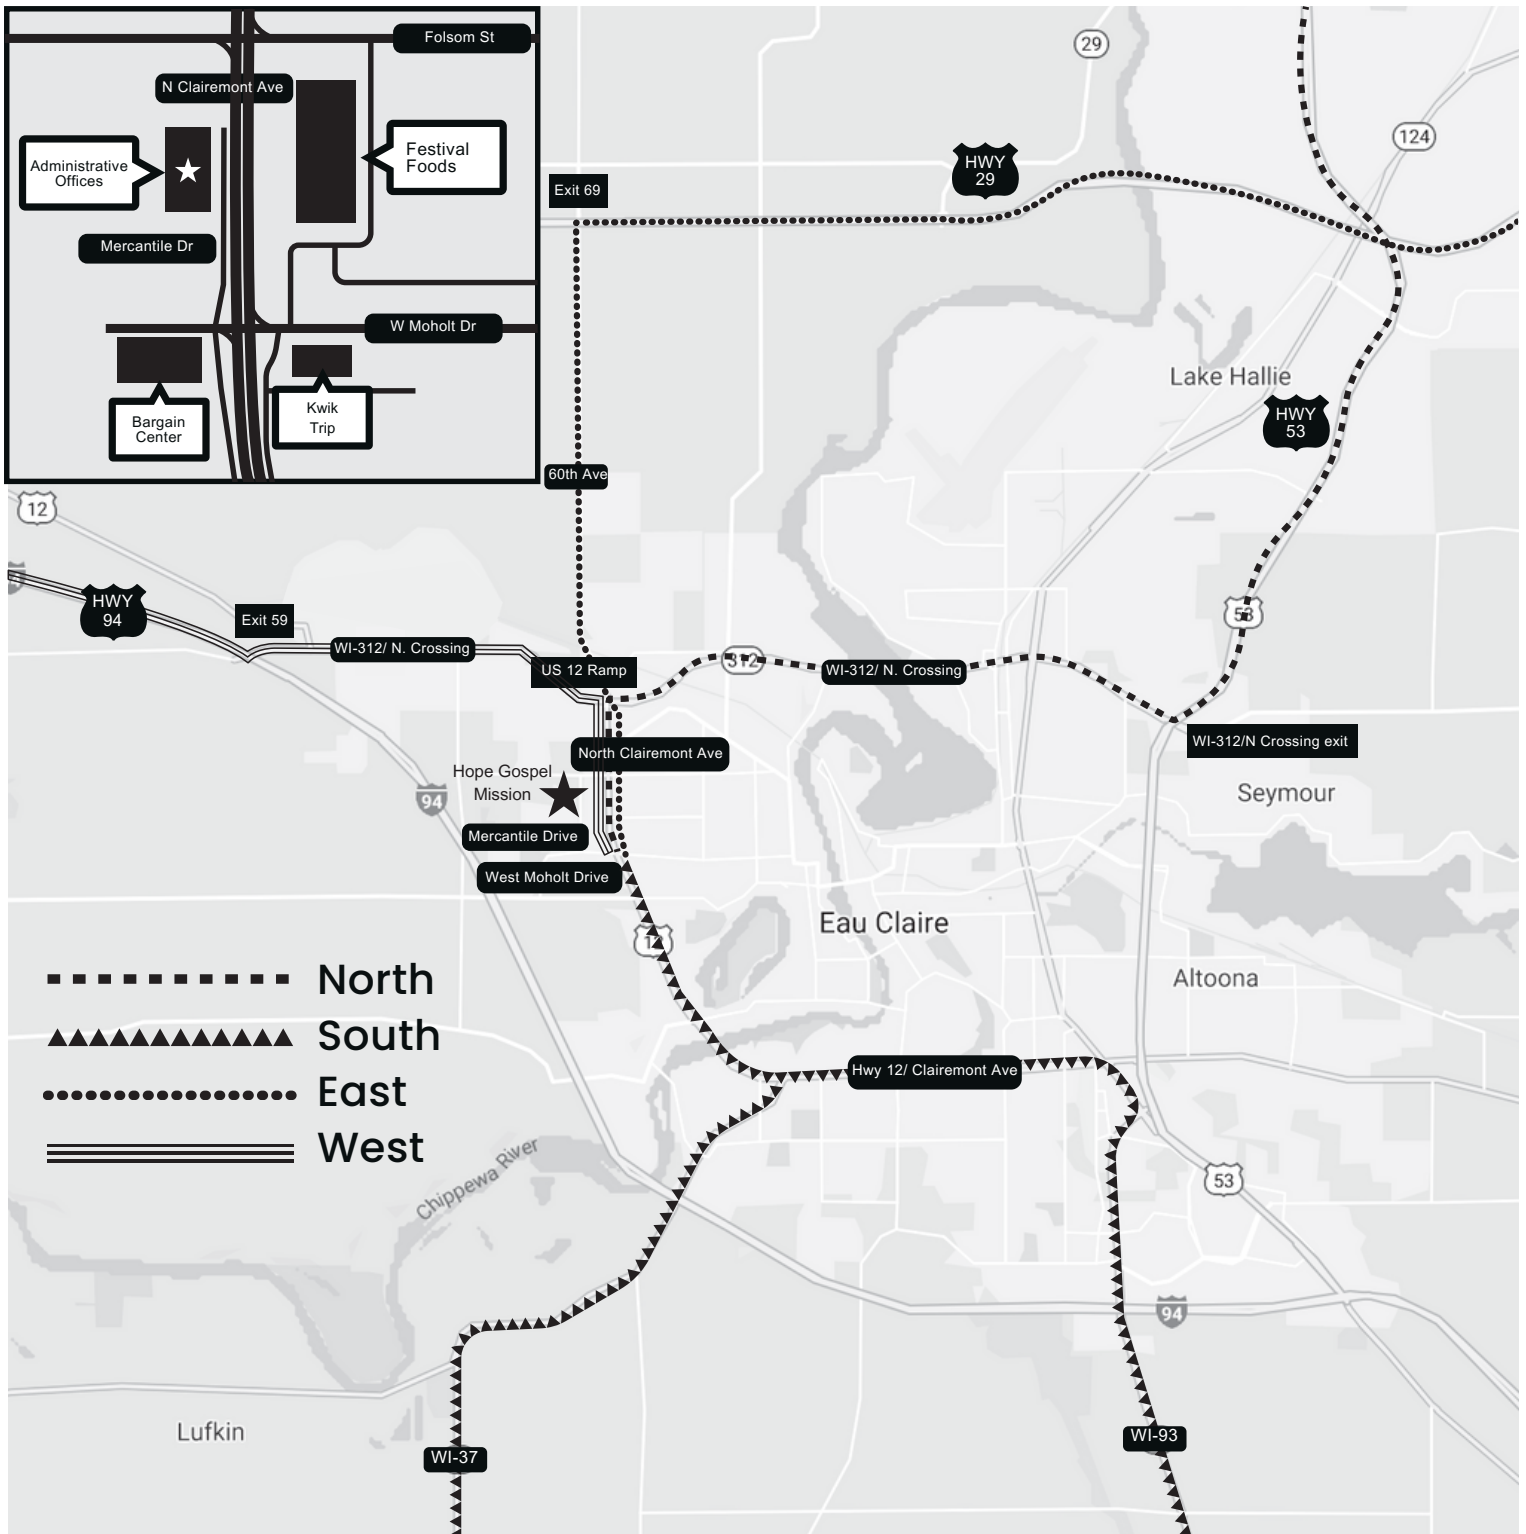 Folsom St
N Clairemont Ave
Administrative
Offices
Festival
Foods
Mercantile Dr
W Moholt Dr
Bargain
Center
Kwik
Trip
29
124
HWY
29
Exit 69
Lake Hallie
HWY
53
60th Ave
12
HWY
94
Exit 59
53
WI-312/ N. Crossing
US 12 Ramp
312
WI-312/ N. Crossing
WI-312/N Crossing exit
North Clairemont Ave
Hope Gospel
Mission
94
Seymour
Mercantile Drive
West Moholt Drive
Eau Claire
12
Altoona
North
South
East
West
Hwy 12/ Clairemont Ave
Chippewa River
53
94
Lufkin
WI-37
WI-93